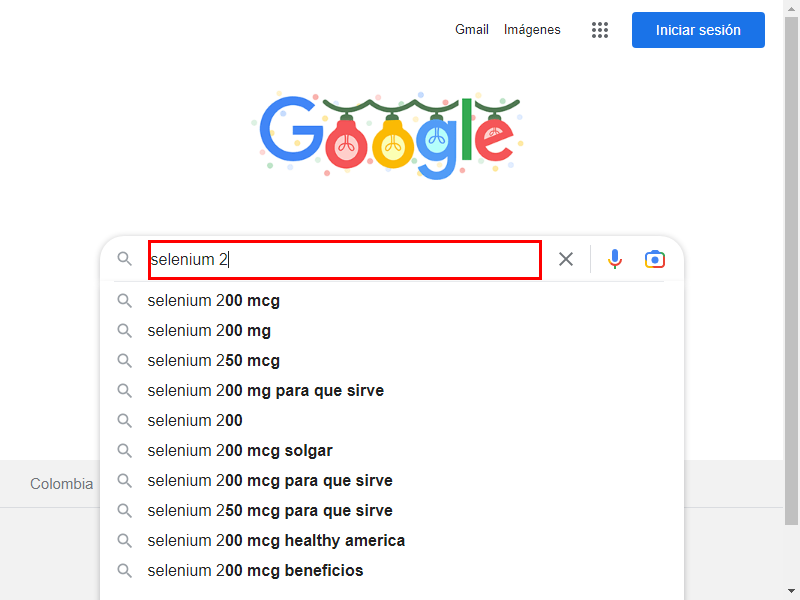 Gmail Imágenes Iniciar sesión
Google
selenium 2
selenium 200 mcg
selenium 200 mg
selenium 250 mcg
selenium 200 mg para que sirve
selenium 200
selenium 200 mcg solgar
selenium 200 mcg para que sirve
selenium 250 mcg para que sirve
selenium 200 mcg healthy america
selenium 200 mcg beneficios
Colombia